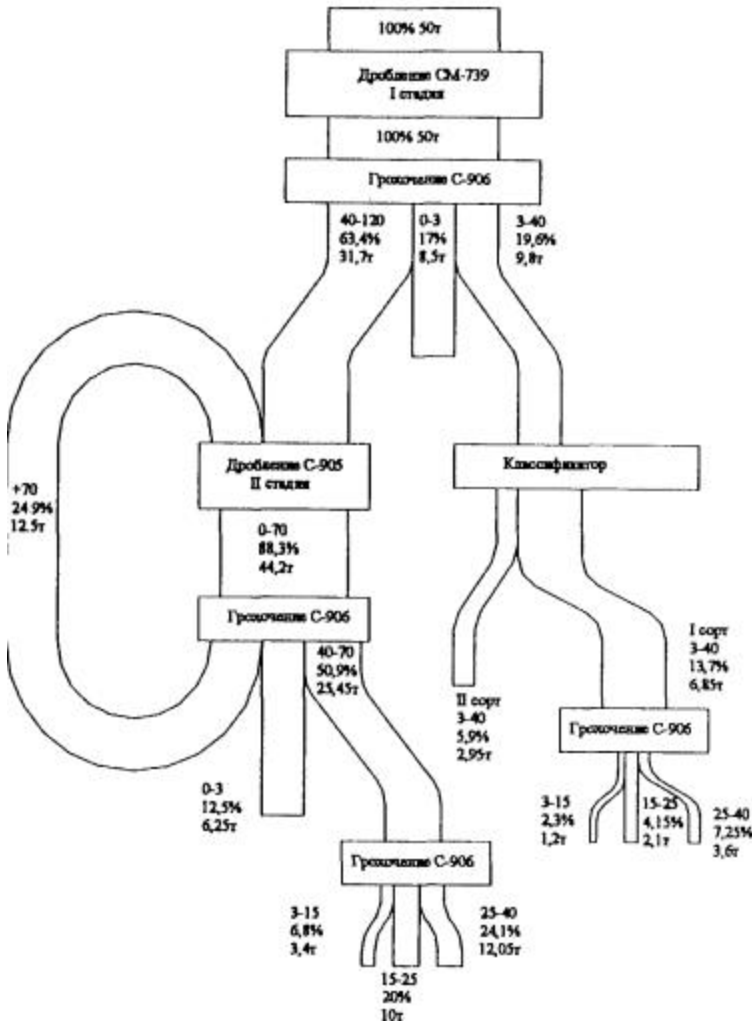 100% 50т
Дробление СМ-739
I стадия
100% 50т
Грохочение С-906
40-120
63,4%
31,7т
0-3
17%
8,5т
3-40
19,6%
9,8т
Дробление С-905
II стадия
Классификатор
+70
24.9%
12.5т
0-70
88,3%
44,2т
Грохочение С-906
40-70
50,9%
25,45т
I сорт
3-40
13,7%
6,85т
II сорт
3-40
5,9%
2,95т
Грохочение С-906
0-3
12,5%
6,25т
3-15
2,3%
1,2т
15-25
4,15%
2,1т
25-40
7,25%
3,6т
Грохочение С-906
3-15
6,8%
3,4т
25-40
24,1%
12,05т
15-25
20%
10т